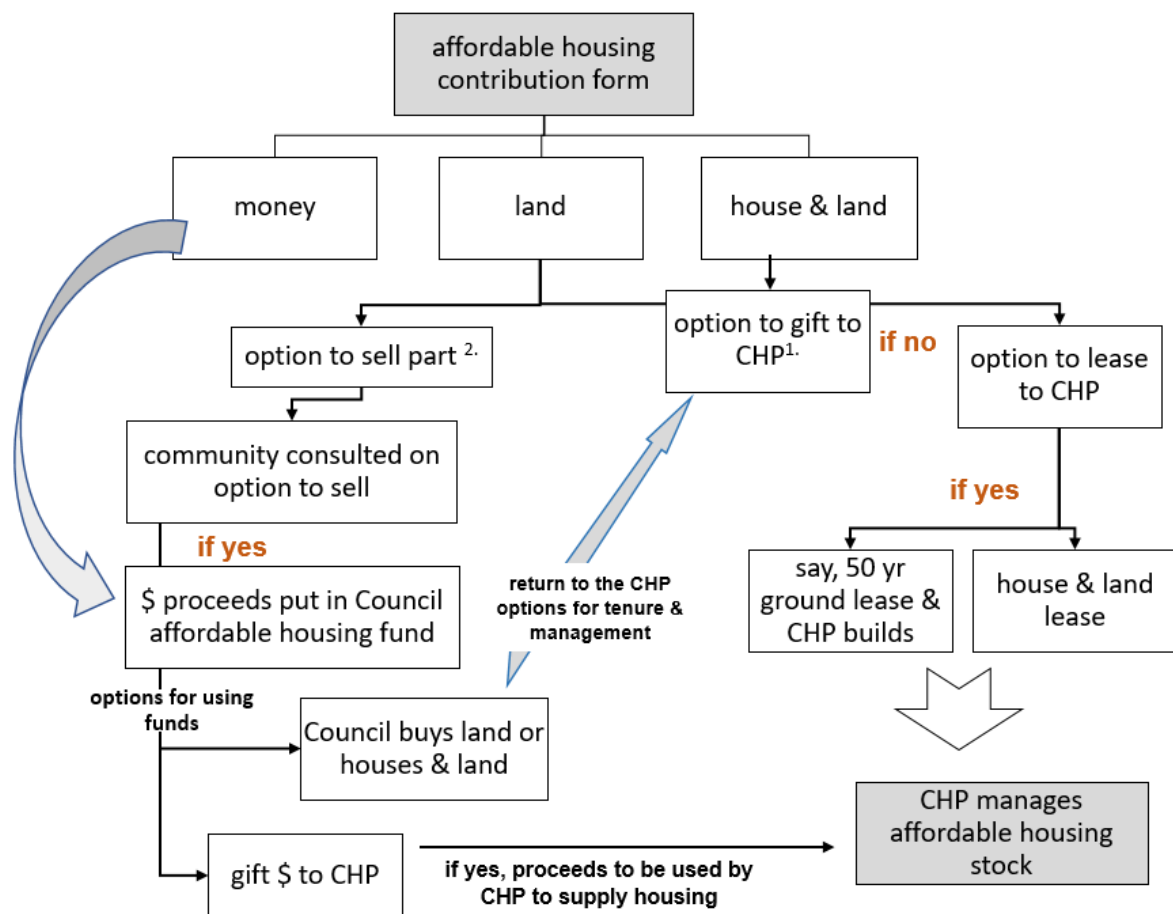 affordable housing
contribution form
money
land
house & land
option to sell part 2.
option to gift to
CHP1.
if no
option to lease
to CHP
community consulted on
option to sell
if yes
if yes
$ proceeds put in Council
affordable housing fund
return to the CHP
options for tenure &
management
say, 50 yr
ground lease &
CHP builds
house & land
lease
options for using
funds
Council buys land or
houses & land
gift $ to CHP
if yes, proceeds to be used by
CHP to supply housing
CHP manages
affordable housing
stock